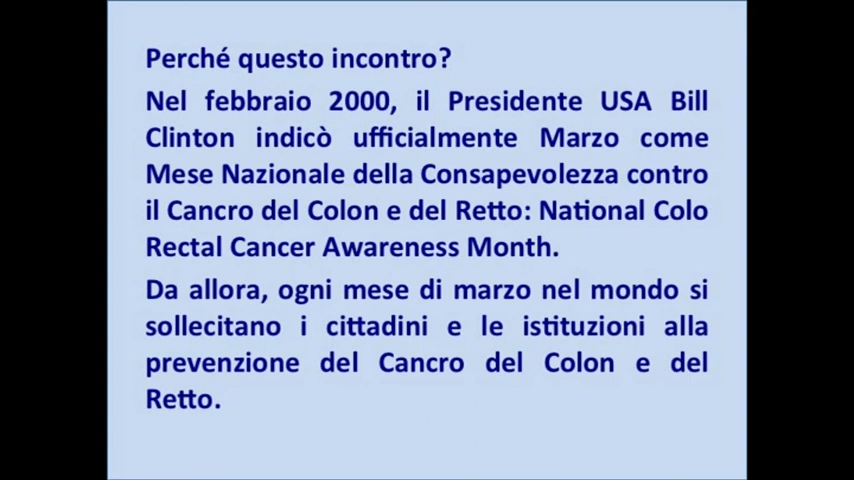 Perché questo incontro?
Nel febbraio 2000, il Presidente USA Bill
Clinton indicò ufficialmente Marzo come
Mese Nazionale della Consapevolezza contro
il Cancro del Colon e del Retto: National Colo
Rectal Cancer Awareness Month.
Da allora, ogni mese di marzo nel mondo si
sollecitano i cittadini e le istituzioni alla
prevenzione del Cancro del Colon e del
Retto.